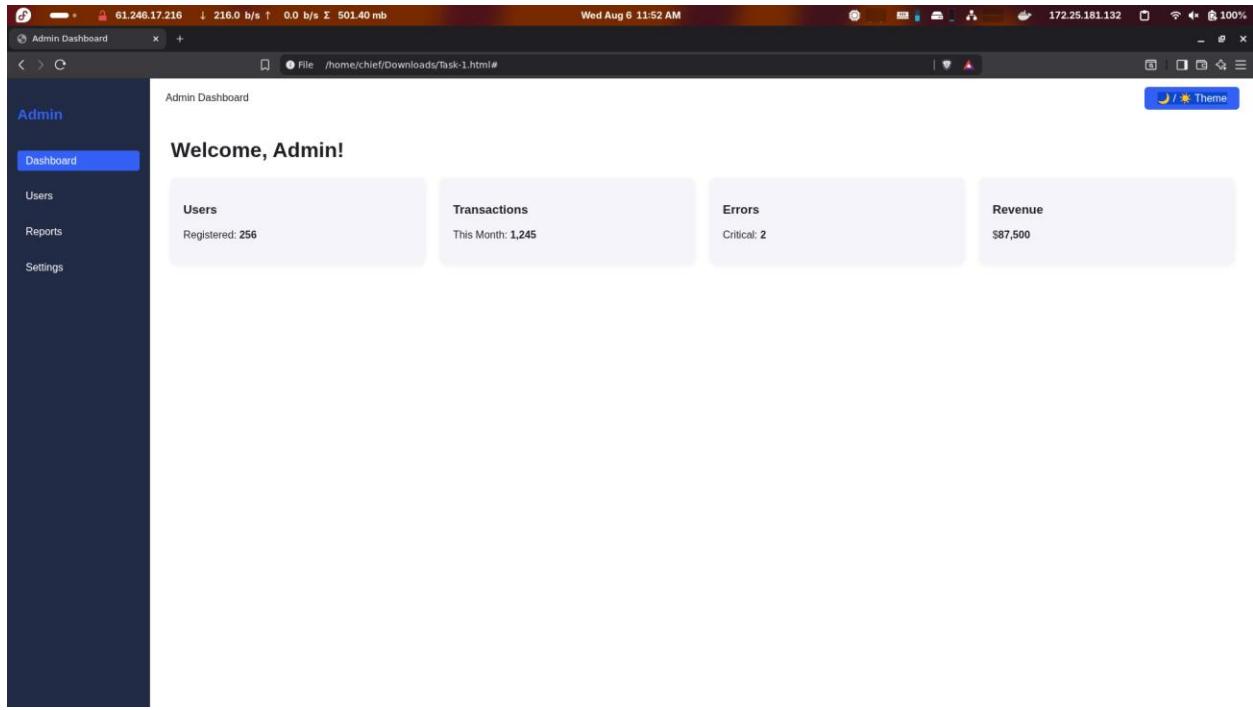 61.246.17.216 ↓ 216.0 b/s ↑ 0.0 b/s Σ 501.40 mb Wed Aug 6 11:52 AM 172.25.181.132 100%
Admin Dashboard × +
File /home/chief/Downloads/Task-1.html#
Admin
Dashboard
Users
Reports
Settings
Admin Dashboard
🌙 / ☀️ Theme
Welcome, Admin!
Users
Registered: 256
Transactions
This Month: 1,245
Errors
Critical: 2
Revenue
$87,500